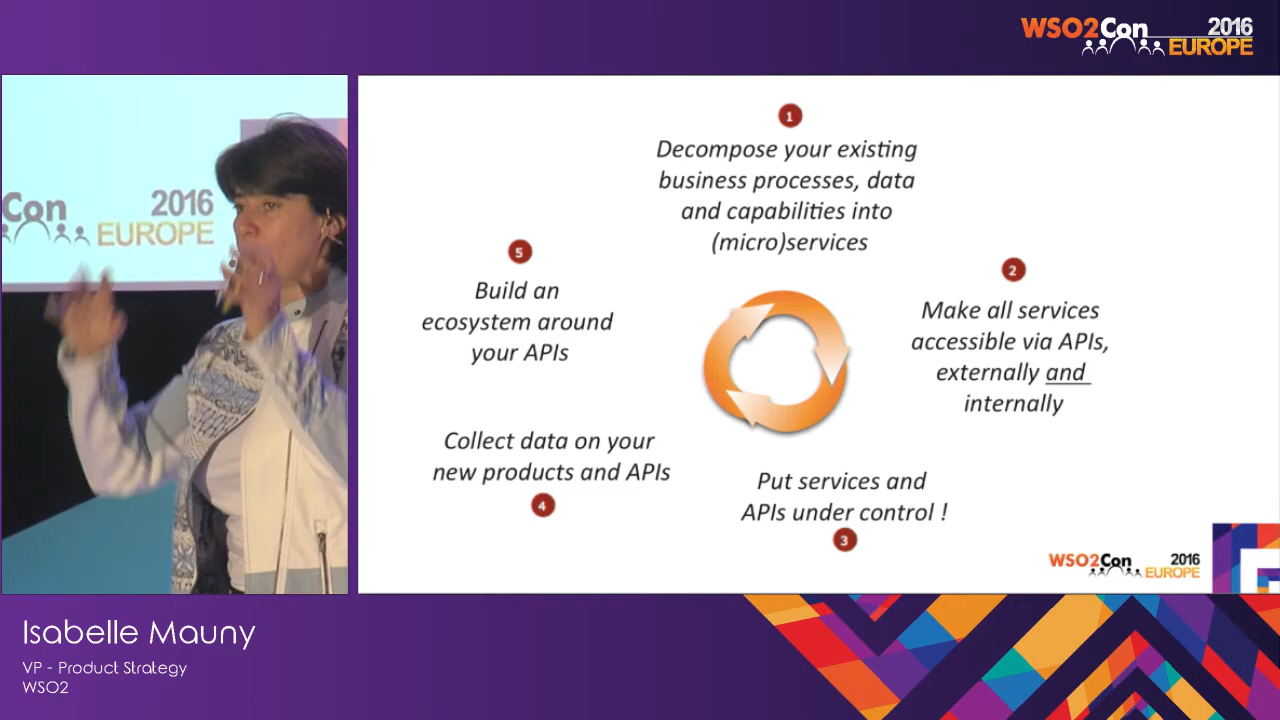 WSO2Con 2016
EUROPE
Con 2016
EUROPE
1
Decompose your existing
business processes, data
and capabilities into
(micro)services
2
Make all services
accessible via APIs,
externally and
internally
Put services and
APIs under control !
3
Collect data on your
new products and APIs
4
5
Build an
ecosystem around
your APIs
WSO2Con 2016
EUROPE
Isabelle Mauny
VP - Product Strategy
WSO2